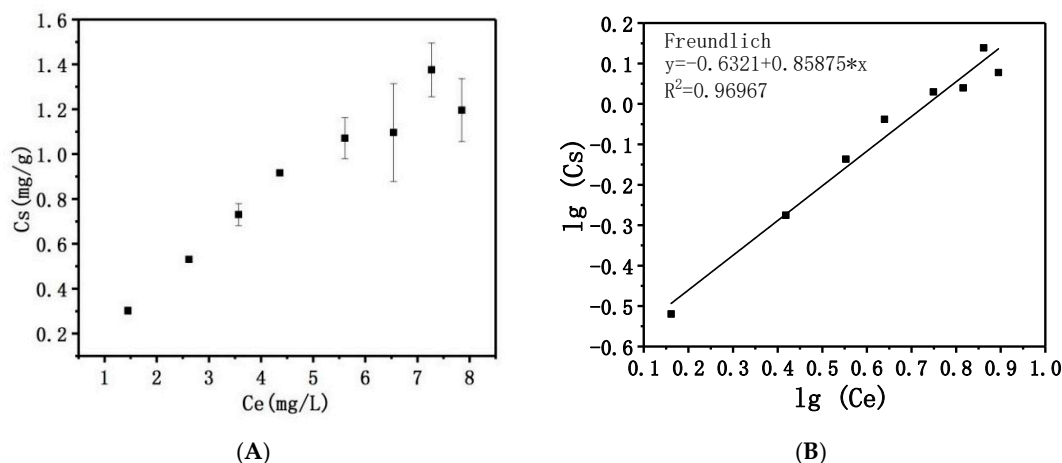 1.6
1.4
1.2
1.0
0.8
0.6
0.4
0.2
Cs(mg/g)
1 2 3 4 5 6 7 8
Ce(mg/L)
(A)
Freundlich
y=-0.6321+0.85875*x
R²=0.96967
0.2
0.1
0.0
-0.1
-0.2
-0.3
-0.4
-0.5
-0.6
lg (Cs)
0.1 0.2 0.3 0.4 0.5 0.6 0.7 0.8 0.9 1.0
lg (Ce)
(B)